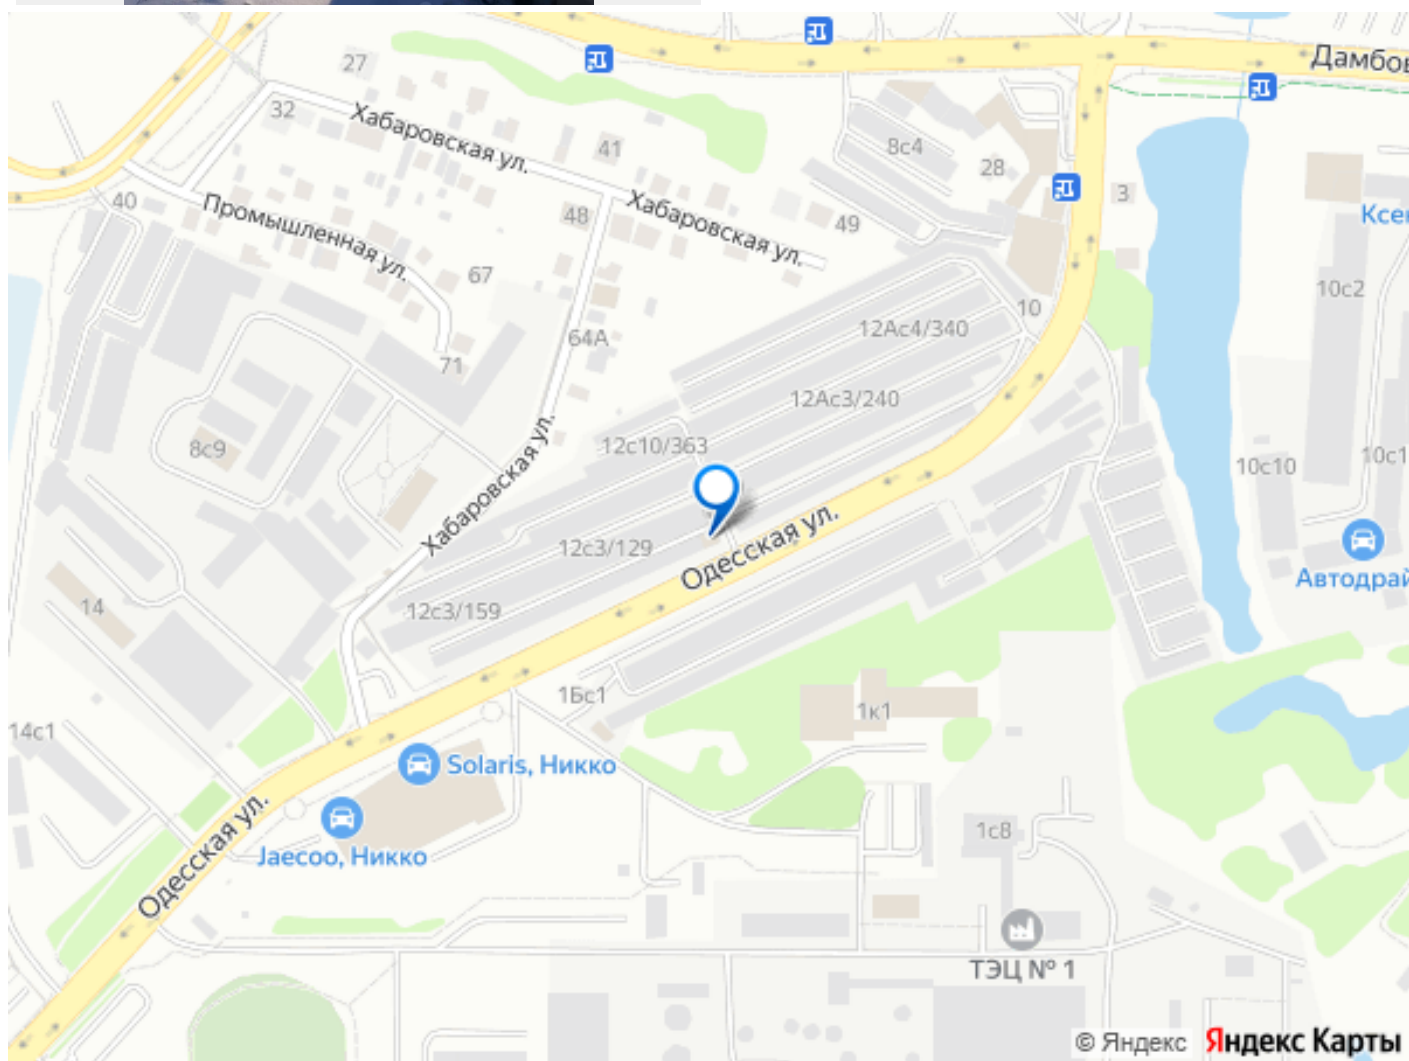 Дамбов
27
32
Хабаровская ул.
41
8с4
28
3
40
Промышленная ул.
48
Хабаровская ул.
49
Ксен
67
10с2
10
64А
12Ас4/340
71
12Ас3/240
8с9
12с10/363
10с10
10с1
Хабаровская ул.
12с3/129
Одесская ул.
Автодрай
14
12с3/159
1Бс1
1к1
14с1
Solaris, Никко
Одесская ул.
Jaecoo, Никко
1с8
ТЭЦ № 1
© Яндекс Яндекс Карты